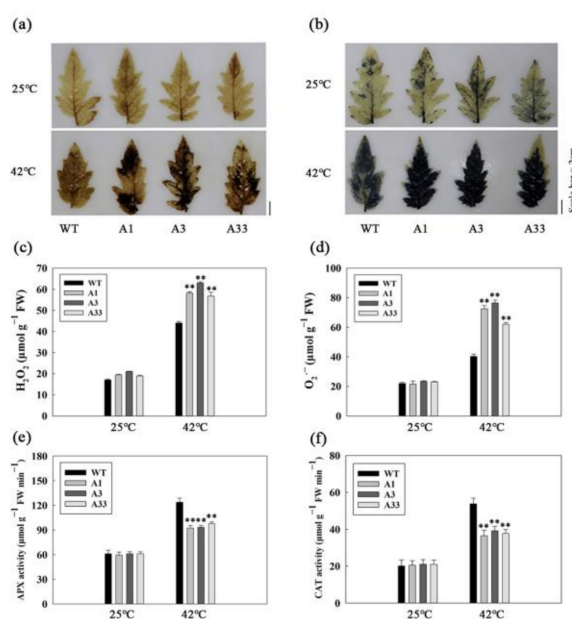 (a)
(b)
25℃
42℃
WT A1 A3 A33
25℃
42℃
WT A1 A3 A33
(c)
(d)
H₂O₂ (μmol g⁻¹ FW)
70
60
50
40
30
20
10
0
WT
A1
A3
A33
** ** **
25℃ 42℃
O₂·⁻ (μmol g⁻¹ FW)
100
80
60
40
20
0
WT
A1
A3
A33
** ** **
25℃ 42℃
(e)
(f)
APX activity (μmol g⁻¹ FW min⁻¹)
150
120
90
60
30
0
WT
A1
A3
A33
**** **
25℃ 42℃
CAT activity (μmol g⁻¹ FW min⁻¹)
80
60
40
20
0
WT
A1
A3
A33
** ** **
25℃ 42℃